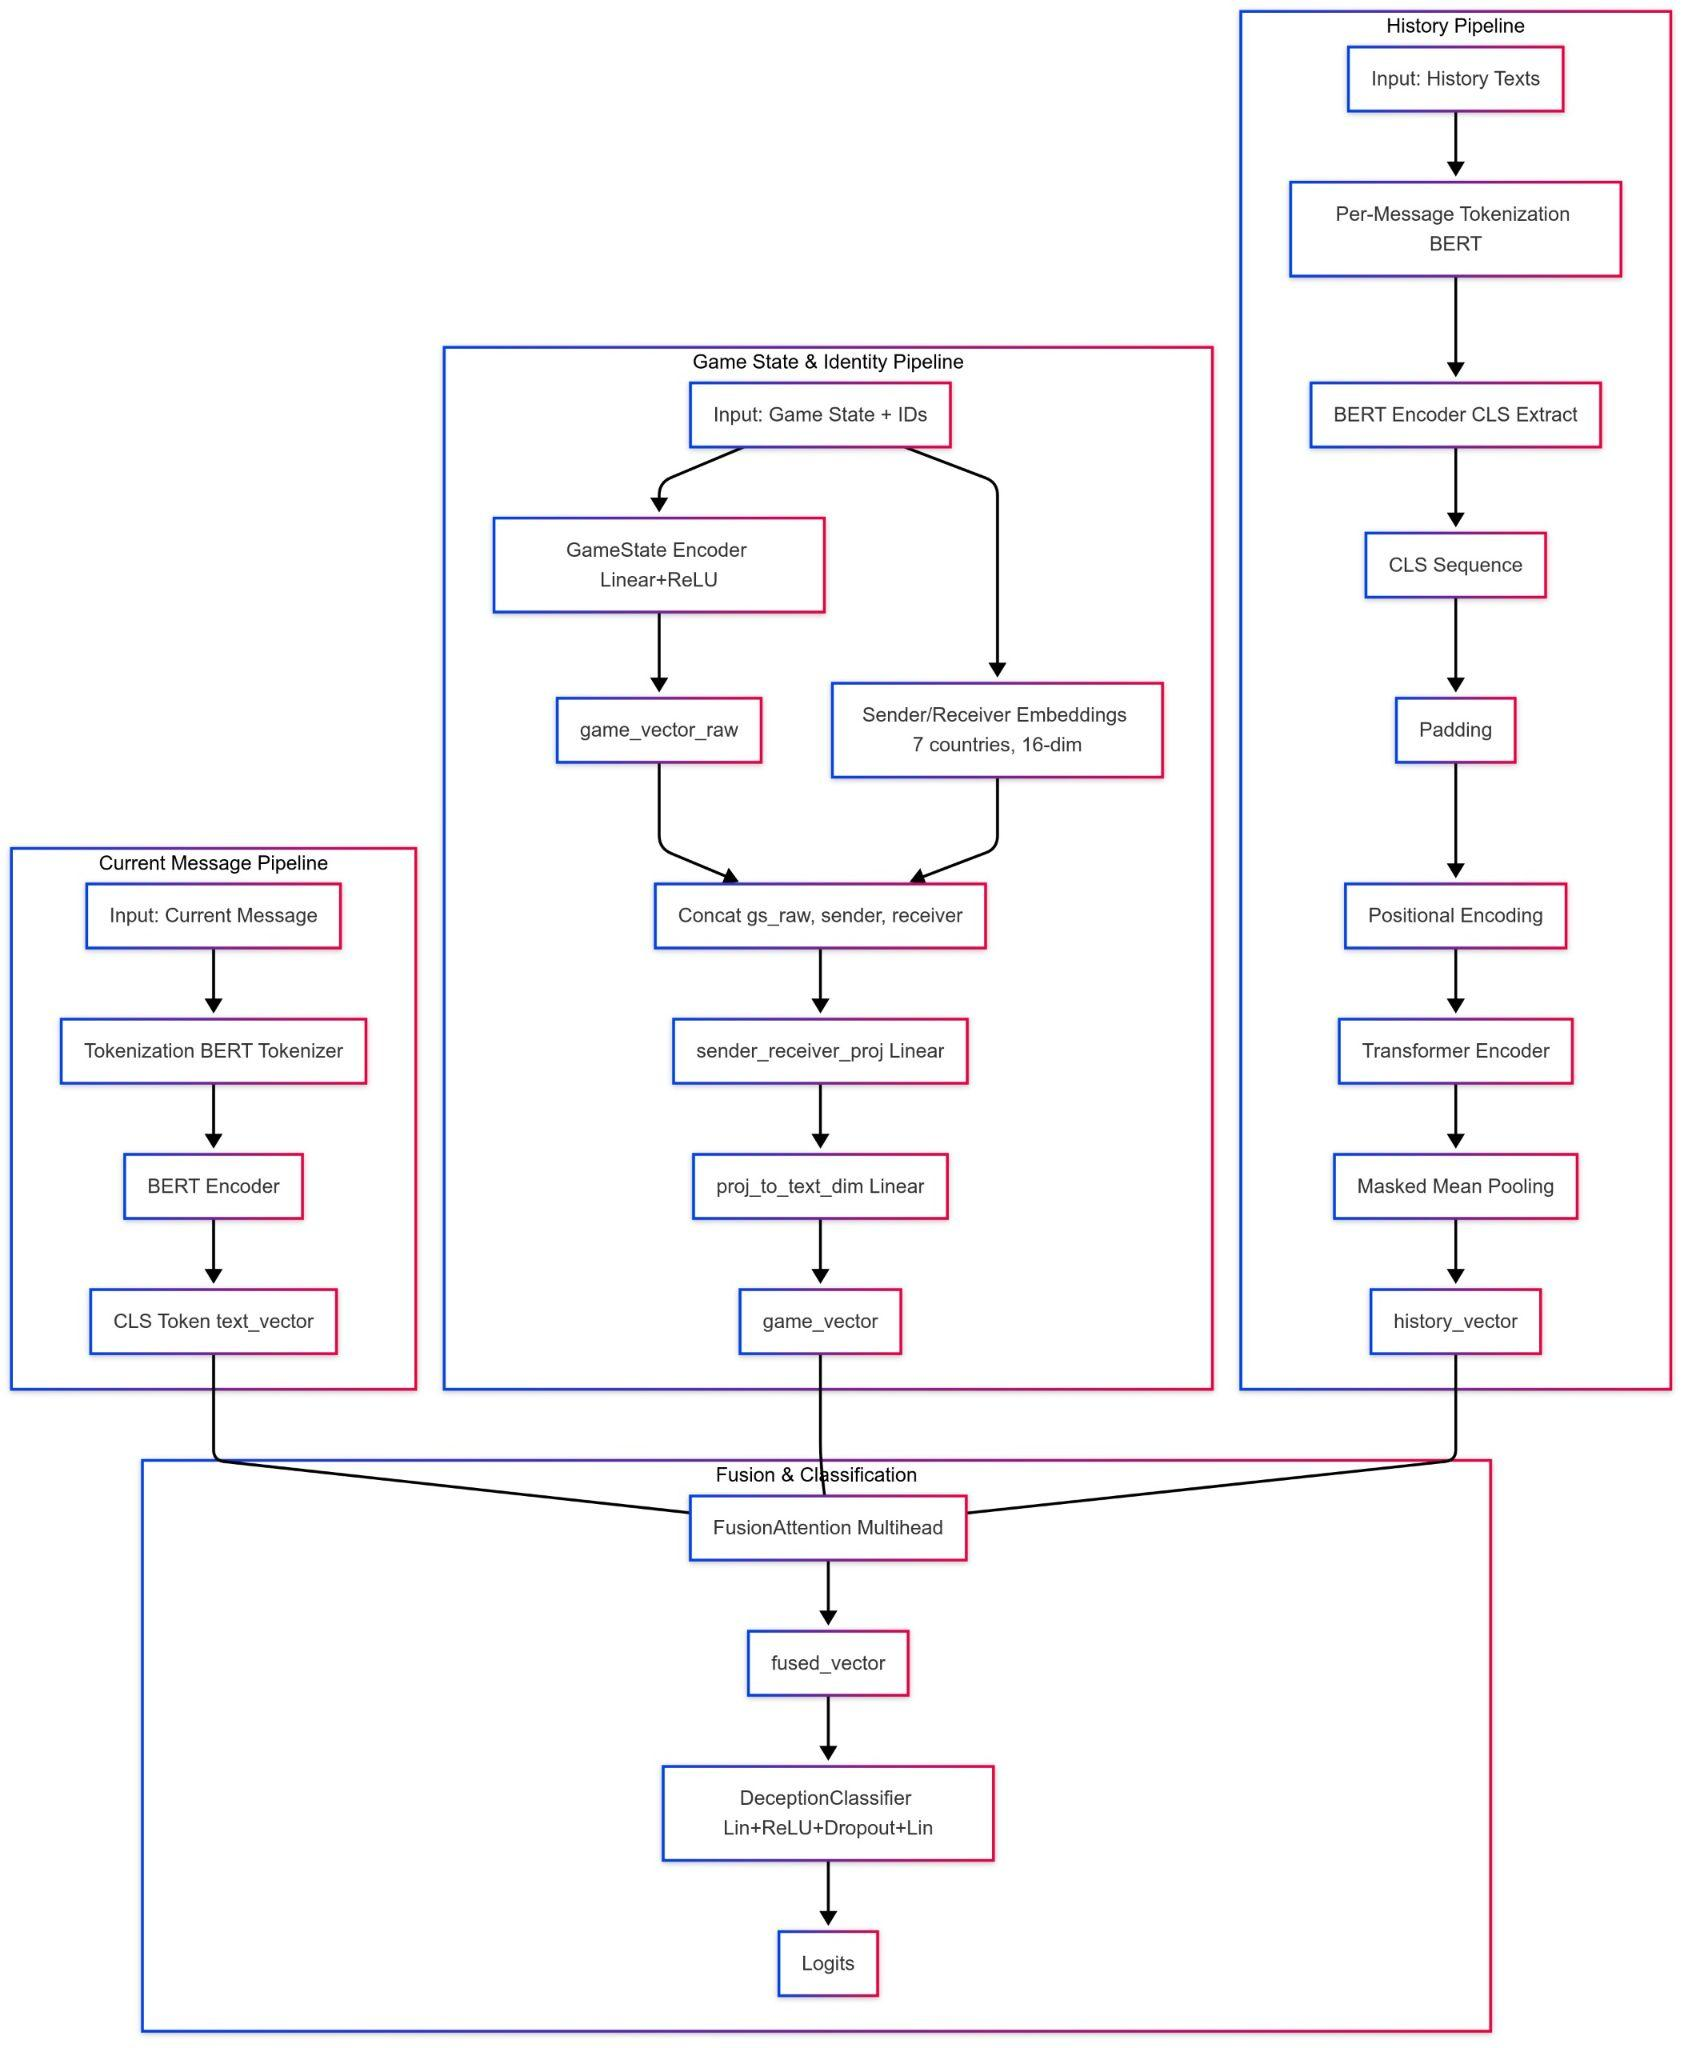 History Pipeline
Input: History Texts
Per-Message Tokenization
BERT
BERT Encoder CLS Extract
CLS Sequence
Padding
Positional Encoding
Transformer Encoder
Masked Mean Pooling
history_vector
Game State & Identity Pipeline
Input: Game State + IDs
GameState Encoder
Linear+ReLU
game_vector_raw
Sender/Receiver Embeddings
7 countries, 16-dim
Concat gs_raw, sender, receiver
sender_receiver_proj Linear
proj_to_text_dim Linear
game_vector
Current Message Pipeline
Input: Current Message
Tokenization BERT Tokenizer
BERT Encoder
CLS Token text_vector
Fusion & Classification
FusionAttention Multihead
fused_vector
DeceptionClassifier
Lin+ReLU+Dropout+Lin
Logits